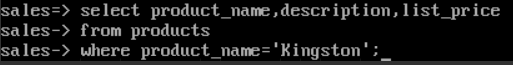 sales=> select product_name,description,list_price
sales-> from products
sales-> where product_name='Kingston';_